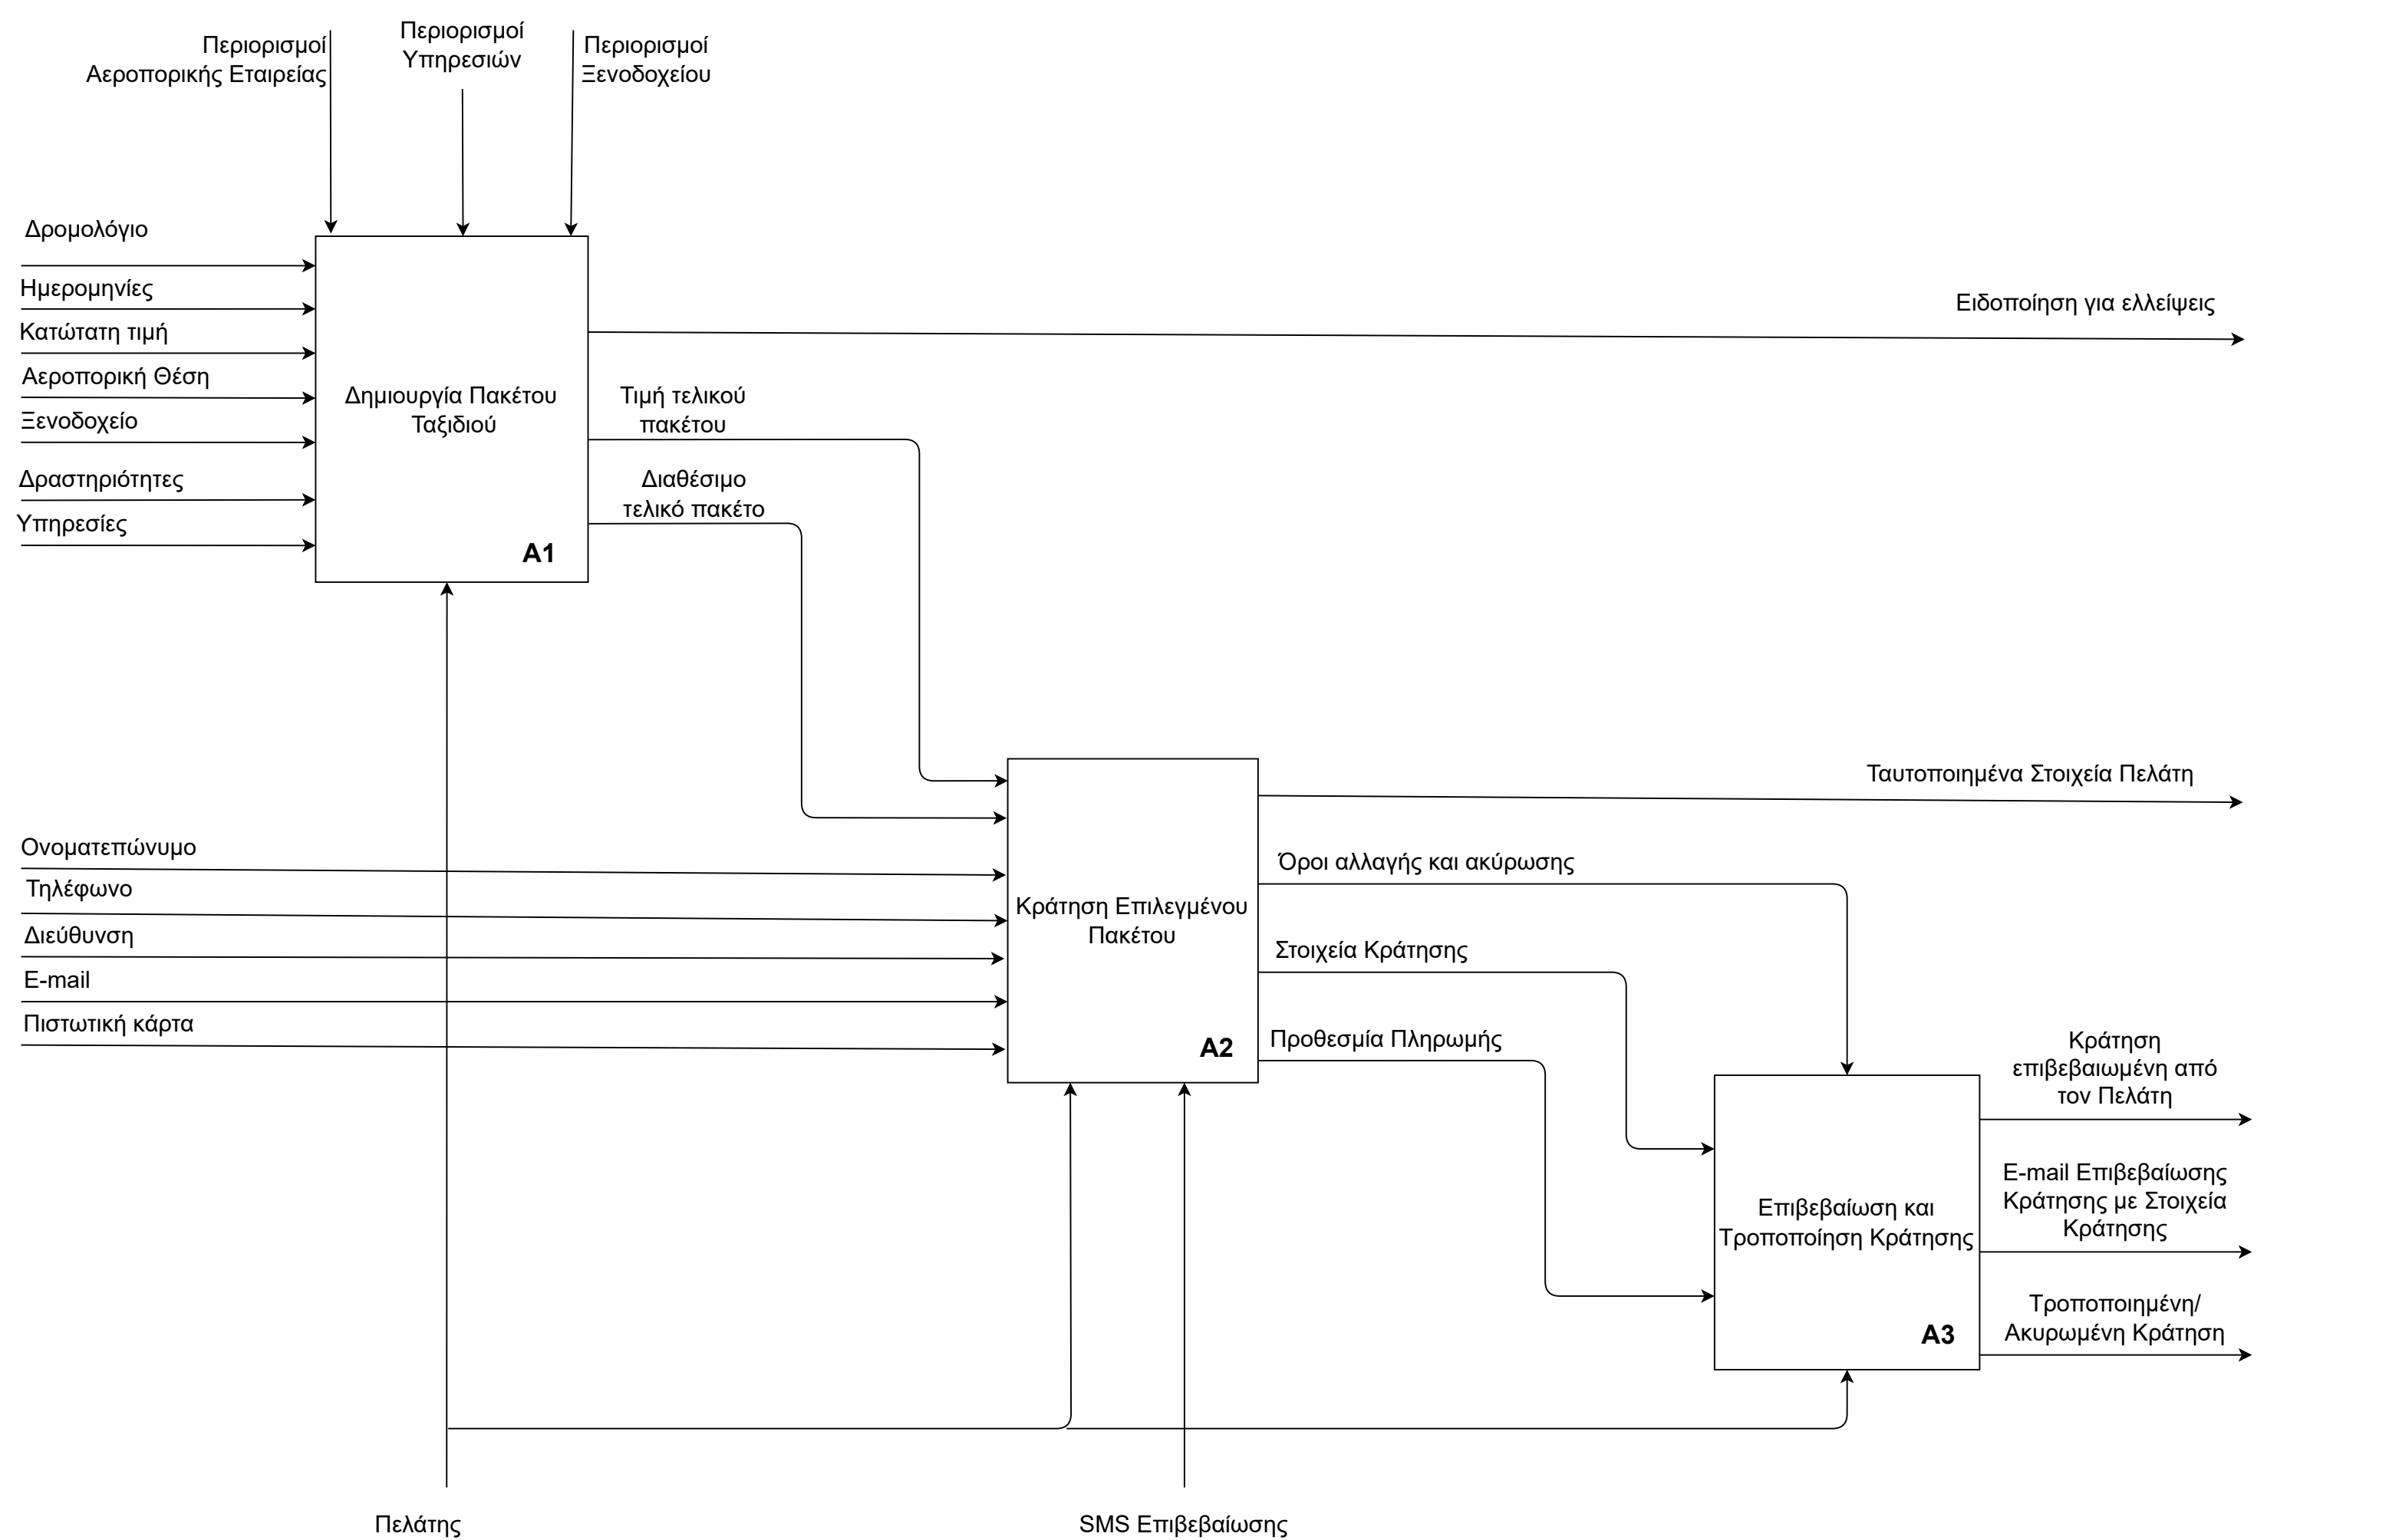 Περιορισμοί
Αεροπορικής Εταιρείας
Περιορισμοί
Υπηρεσιών
Περιορισμοί
Ξενοδοχείου
Δρομολόγιο
Ημερομηνίες
Κατώτατη τιμή
Αεροπορική Θέση
Ξενοδοχείο
Δραστηριότητες
Υπηρεσίες
Δημιουργία Πακέτου
Ταξιδιού
A1
Ειδοποίηση για ελλείψεις
Τιμή τελικού
πακέτου
Διαθέσιμο
τελικό πακέτο
Ονοματεπώνυμο
Τηλέφωνο
Διεύθυνση
E-mail
Πιστωτική κάρτα
Κράτηση Επιλεγμένου
Πακέτου
A2
Ταυτοποιημένα Στοιχεία Πελάτη
Όροι αλλαγής και ακύρωσης
Στοιχεία Κράτησης
Προθεσμία Πληρωμής
Επιβεβαίωση και
Τροποποίηση Κράτησης
A3
Κράτηση
επιβεβαιωμένη από
τον Πελάτη
E-mail Επιβεβαίωσης
Κράτησης με Στοιχεία
Κράτησης
Τροποποιημένη/
Ακυρωμένη Κράτηση
Πελάτης
SMS Επιβεβαίωσης